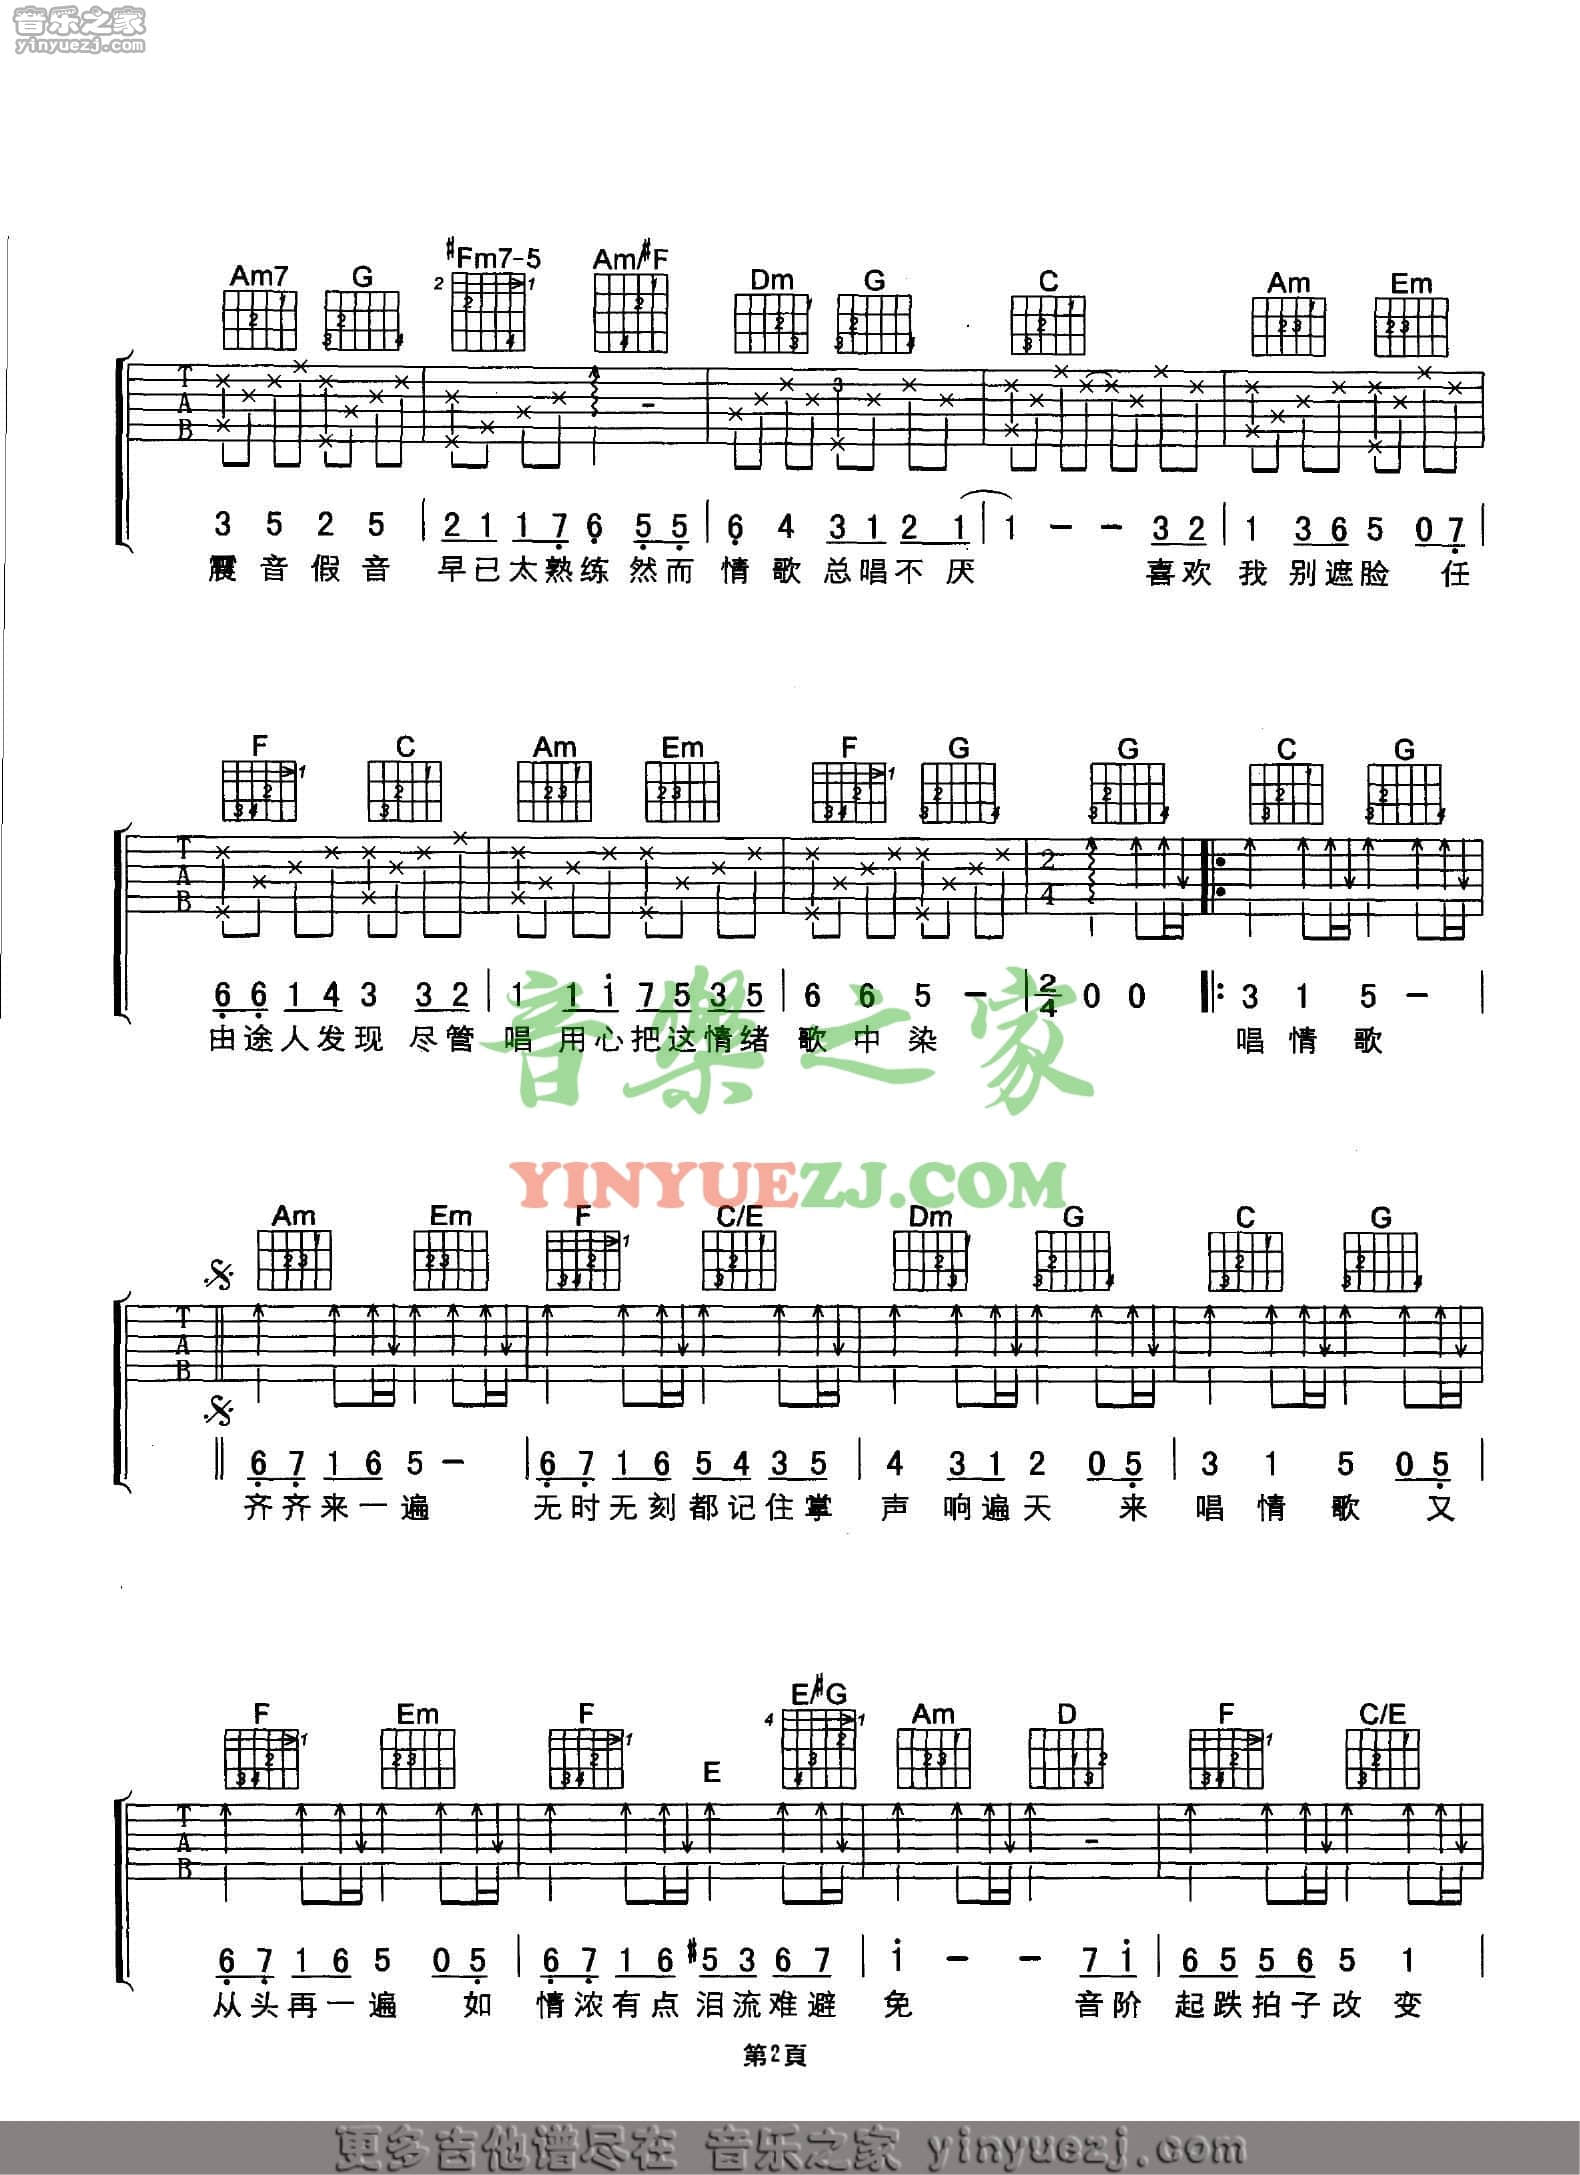 音乐之家
yinyuezj.com
Am7 G #Fm7-5 Am/#F Dm G C Am Em
2 1
T A B
3
3 5 2 5 | 2 1 1 7 6 5 5 | 6 4 3 1 2 1 | 1 - - 3 2 | 1 3 6 5 0 7 |
震音假音 早已太熟练 然而 情歌总唱不厌 喜欢 我别遮脸 任
F C Am Em F G G C G
T A B
2 4
6 6 1 4 3 3 2 | 1 1 i 7 5 3 5 | 6 6 5 - | 2/4 0 0 |: 3 1 5 -
由途人发现 尽管 唱 用心把这情绪 歌中染 唱情歌
音樂之家
YINYUEZJ.COM
Am Em F C/E Dm G C G
T A B
6 7 1 6 5 - | 6 7 1 6 5 4 3 5 | 4 3 1 2 0 5 | 3 1 5 0 5 |
齐齐来一遍 无时无刻都记住掌 声 响遍天 来 唱情歌 又
F Em F E E/#G Am D F C/E
4 1
T A B
6 7 1 6 5 0 5 | 6 7 1 6 #5 3 6 7 | i - - 7 i | 6 5 5 6 5 1 |
从头再一遍 如 情浓有点泪流难避 免 音阶 起跌拍子改变
第2頁
更多吉他谱尽在 音乐之家 yinyuezj.com